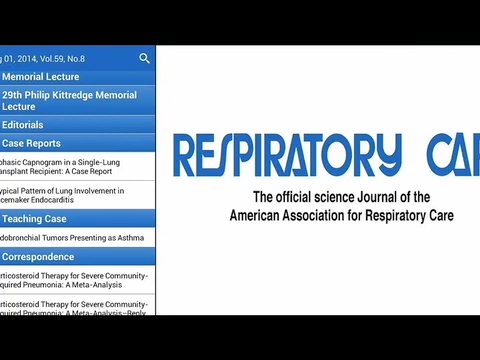 g 01, 2014, Vol.59, No.8
Memorial Lecture
29th Philip Kittredge Memorial
Lecture
Editorials
Case Reports
phasic Capnogram in a Single-Lung
ansplant Recipient: A Case Report
ypical Pattern of Lung Involvement in
cemaker Endocarditis
Teaching Case
dobronchial Tumors Presenting as Asthma
Correspondence
rticosteroid Therapy for Severe Community-
quired Pneumonia: A Meta-Analysis
rticosteroid Therapy for Severe Community-
quired Pneumonia: A Meta-Analysis–Reply
RESPIRATORY CAR
The official science Journal of the
American Association for Respiratory Care